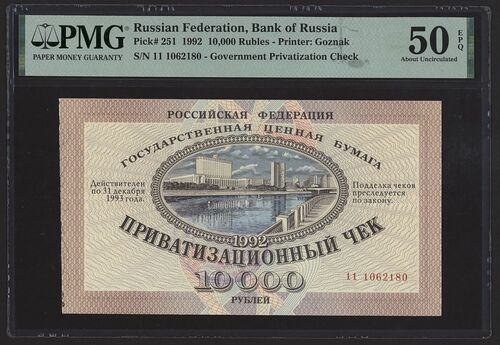 PMG
PAPER MONEY GUARANTY
Russian Federation, Bank of Russia
Pick# 251 1992 10,000 Rubles - Printer: Goznak
S/N 11 1062180 - Government Privatization Check
50 EPQ
About Uncirculated
РОССИЙСКАЯ ФЕДЕРАЦИЯ
ГОСУДАРСТВЕННАЯ ЦЕННАЯ БУМАГА
Действителен
по 31 декабря
1993 года.
Подделка чеков
преследуется
по закону.
1992
ПРИВАТИЗАЦИОННЫЙ ЧЕК
10000
РУБЛЕЙ
11 1062180